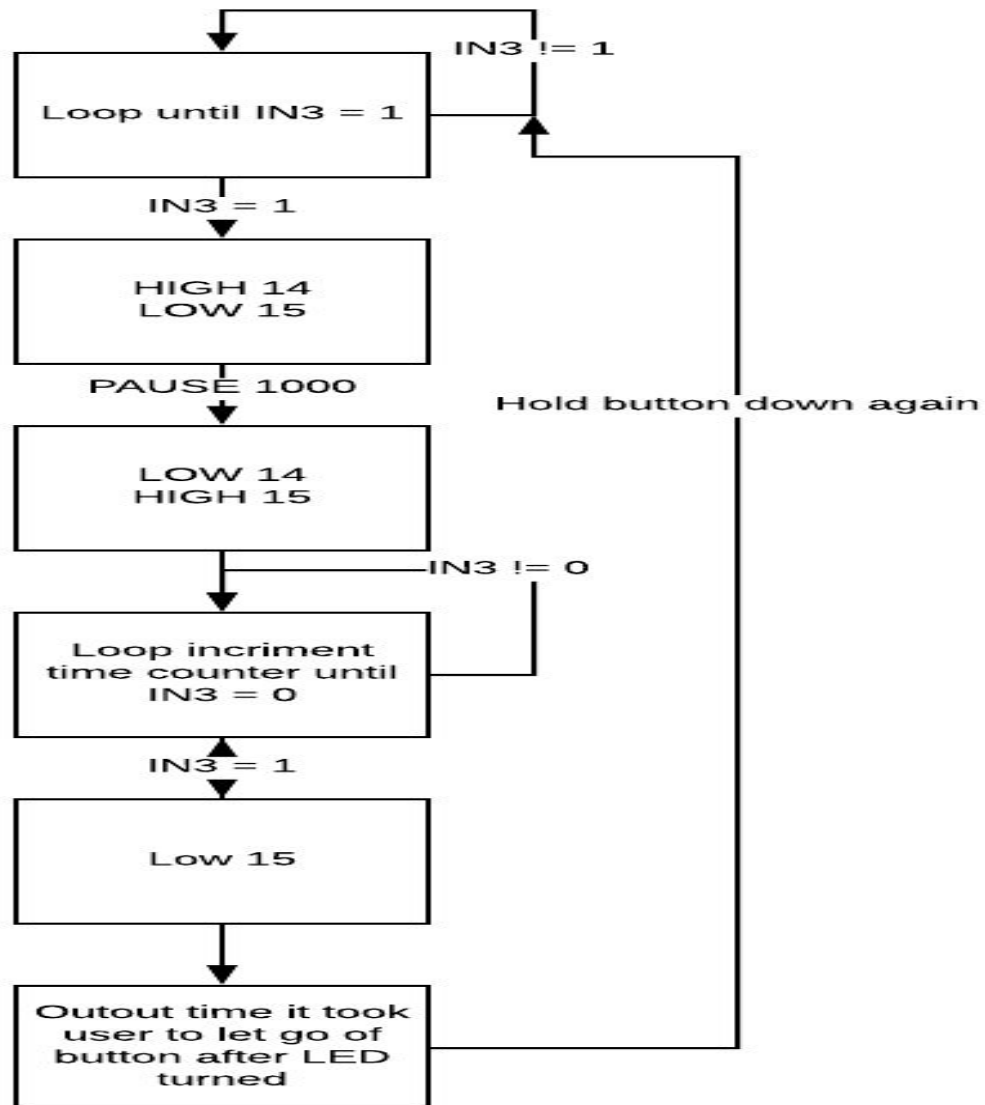 IN3 != 1
Loop until IN3 = 1
IN3 = 1
HIGH 14
LOW 15
PAUSE 1000
Hold button down again
LOW 14
HIGH 15
IN3 != 0
Loop incriment
time counter until
IN3 = 0
IN3 = 1
Low 15
Outout time it took
user to let go of
button after LED
turned